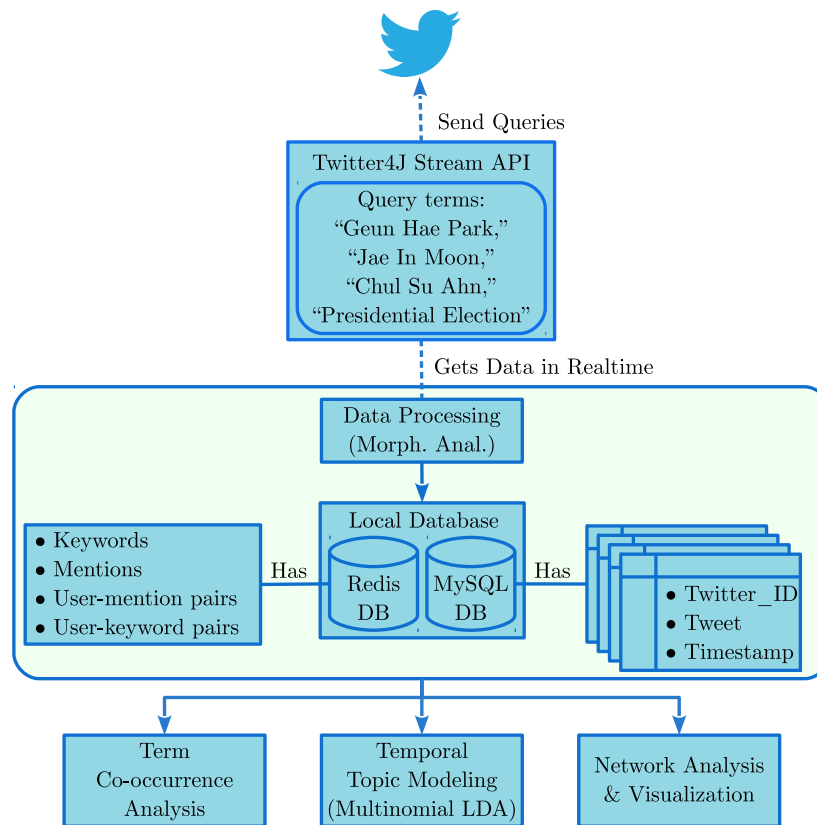 Send Queries
Twitter4J Stream API
Query terms:
“Geun Hae Park,”
“Jae In Moon,”
“Chul Su Ahn,”
“Presidential Election”
Gets Data in Realtime
Data Processing
(Morph. Anal.)
Local Database
Redis
DB
MySQL
DB
Has
• Keywords
• Mentions
• User-mention pairs
• User-keyword pairs
Has
• Twitter_ID
• Tweet
• Timestamp
Term
Co-occurrence
Analysis
Temporal
Topic Modeling
(Multinomial LDA)
Network Analysis
& Visualization